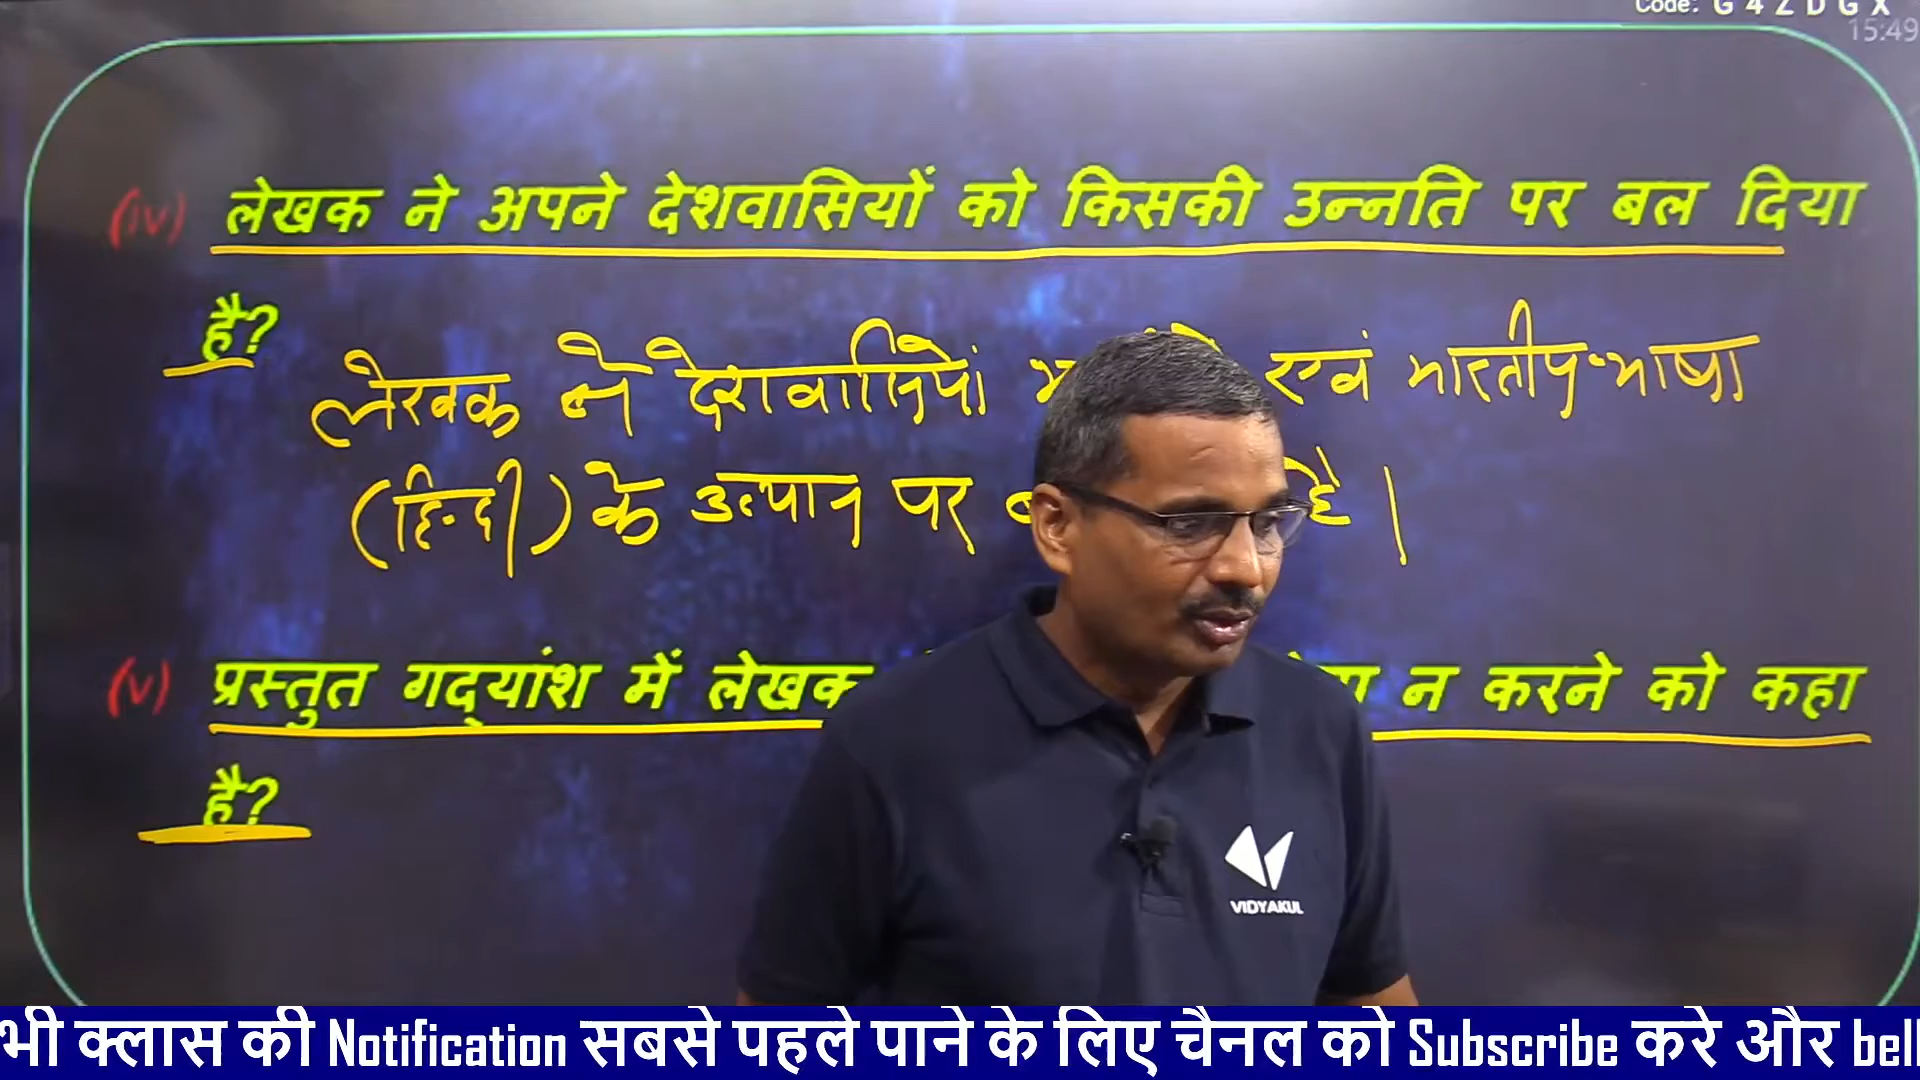 Code: G 4 Z D G X
15:49
(iv) लेखक ने अपने देशवासियों को किसकी उन्नति पर बल दिया
है?
लेखक ने देशवासियों एवं भारतीय-भाषा
(हिन्दी) के उत्थान पर है।
(v) प्रस्तुत गद्यांश में लेखक न करने को कहा
है?
VIDYAKUL
भी क्लास की Notification सबसे पहले पाने के लिए चैनल को Subscribe करे और bell